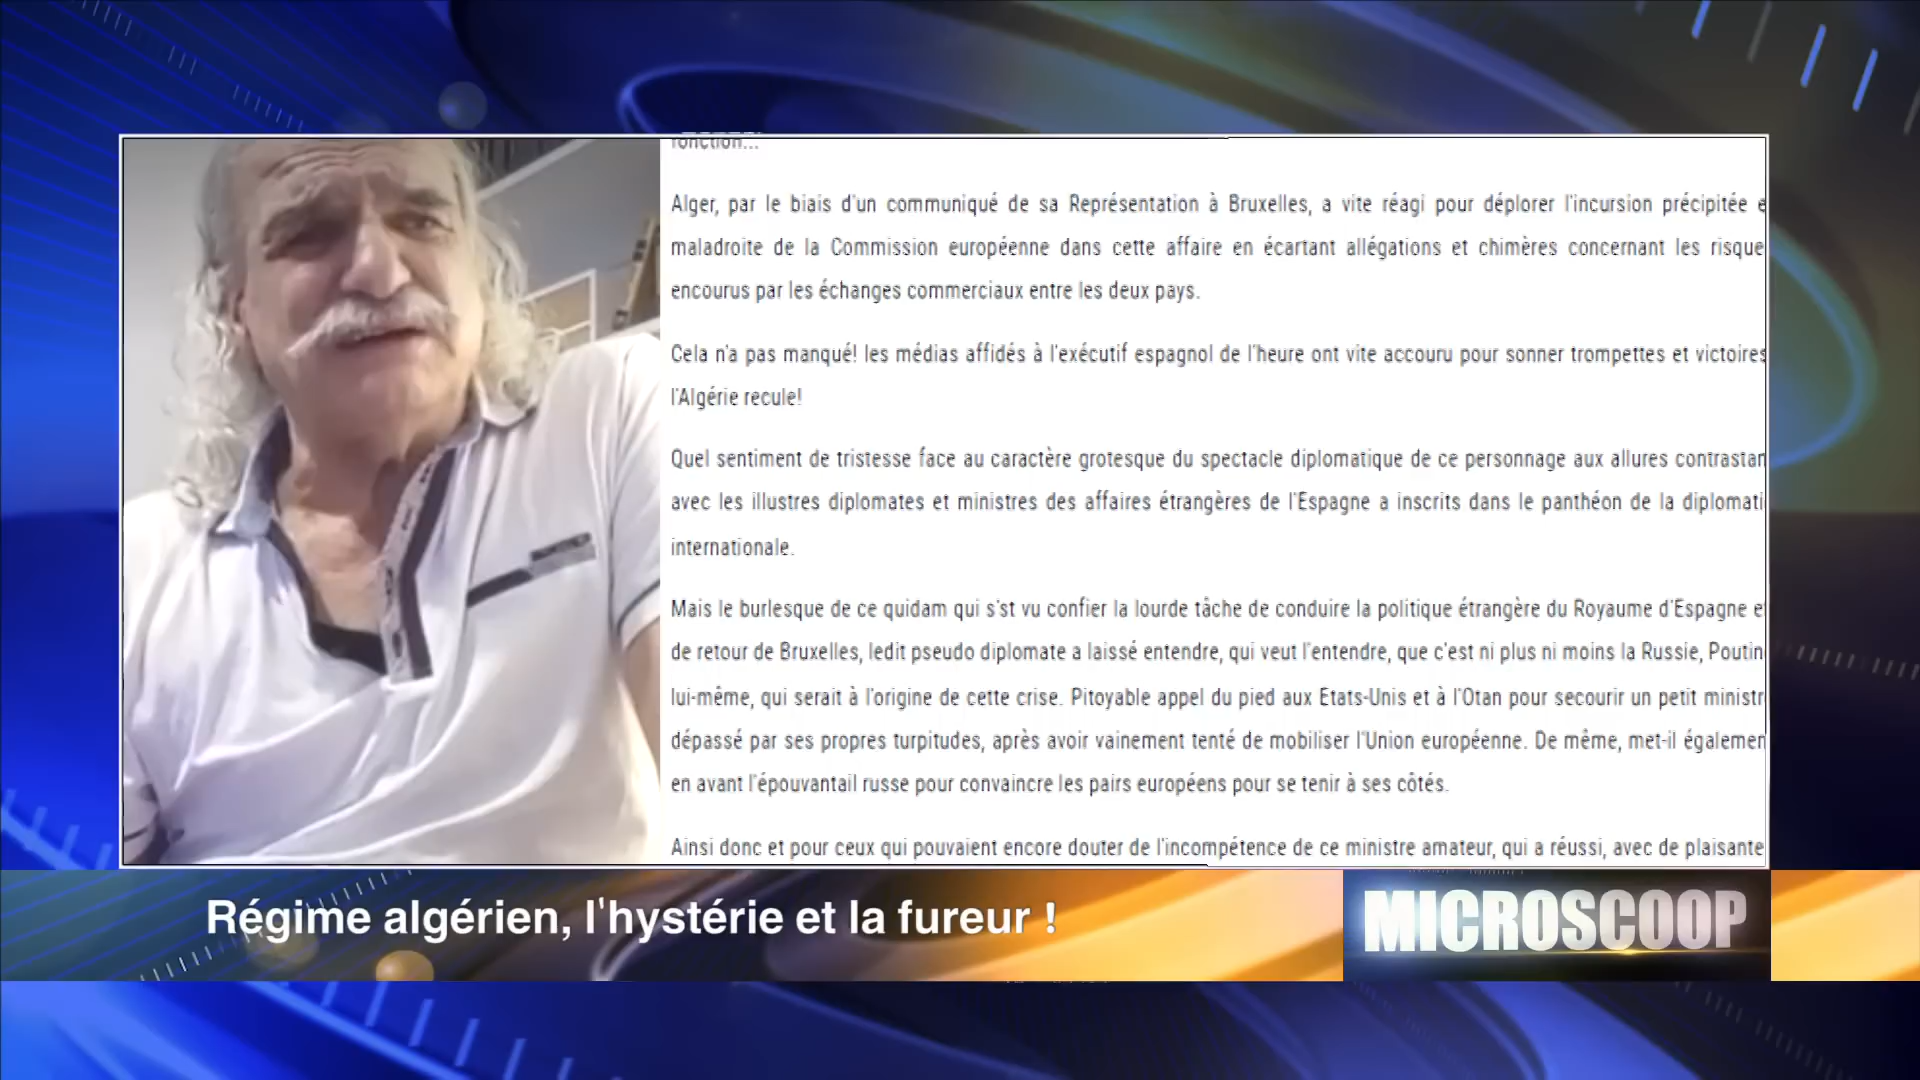 fonction...
Alger, par le biais d'un communiqué de sa Représentation à Bruxelles, a vite réagi pour déplorer l'incursion précipitée e
maladroite de la Commission européenne dans cette affaire en écartant allégations et chimères concernant les risque
encourus par les échanges commerciaux entre les deux pays.
Cela n'a pas manqué! les médias affidés à l'exécutif espagnol de l'heure ont vite accouru pour sonner trompettes et victoires
l'Algérie recule!
Quel sentiment de tristesse face au caractère grotesque du spectacle diplomatique de ce personnage aux allures contrastan
avec les illustres diplomates et ministres des affaires étrangères de l'Espagne a inscrits dans le panthéon de la diplomati
internationale.
Mais le burlesque de ce quidam qui s'st vu confier la lourde tâche de conduire la politique étrangère du Royaume d'Espagne et
de retour de Bruxelles, ledit pseudo diplomate a laissé entendre, qui veut l'entendre, que c'est ni plus ni moins la Russie, Poutin
lui-même, qui serait à l'origine de cette crise. Pitoyable appel du pied aux Etats-Unis et à l'Otan pour secourir un petit ministr
dépassé par ses propres turpitudes, après avoir vainement tenté de mobiliser l'Union européenne. De même, met-il égalemen
en avant l'épouvantail russe pour convaincre les pairs européens pour se tenir à ses côtés.
Ainsi donc et pour ceux qui pouvaient encore douter de l'incompétence de ce ministre amateur, qui a réussi, avec de plaisante
Régime algérien, l'hystérie et la fureur !
MICROSCOOP